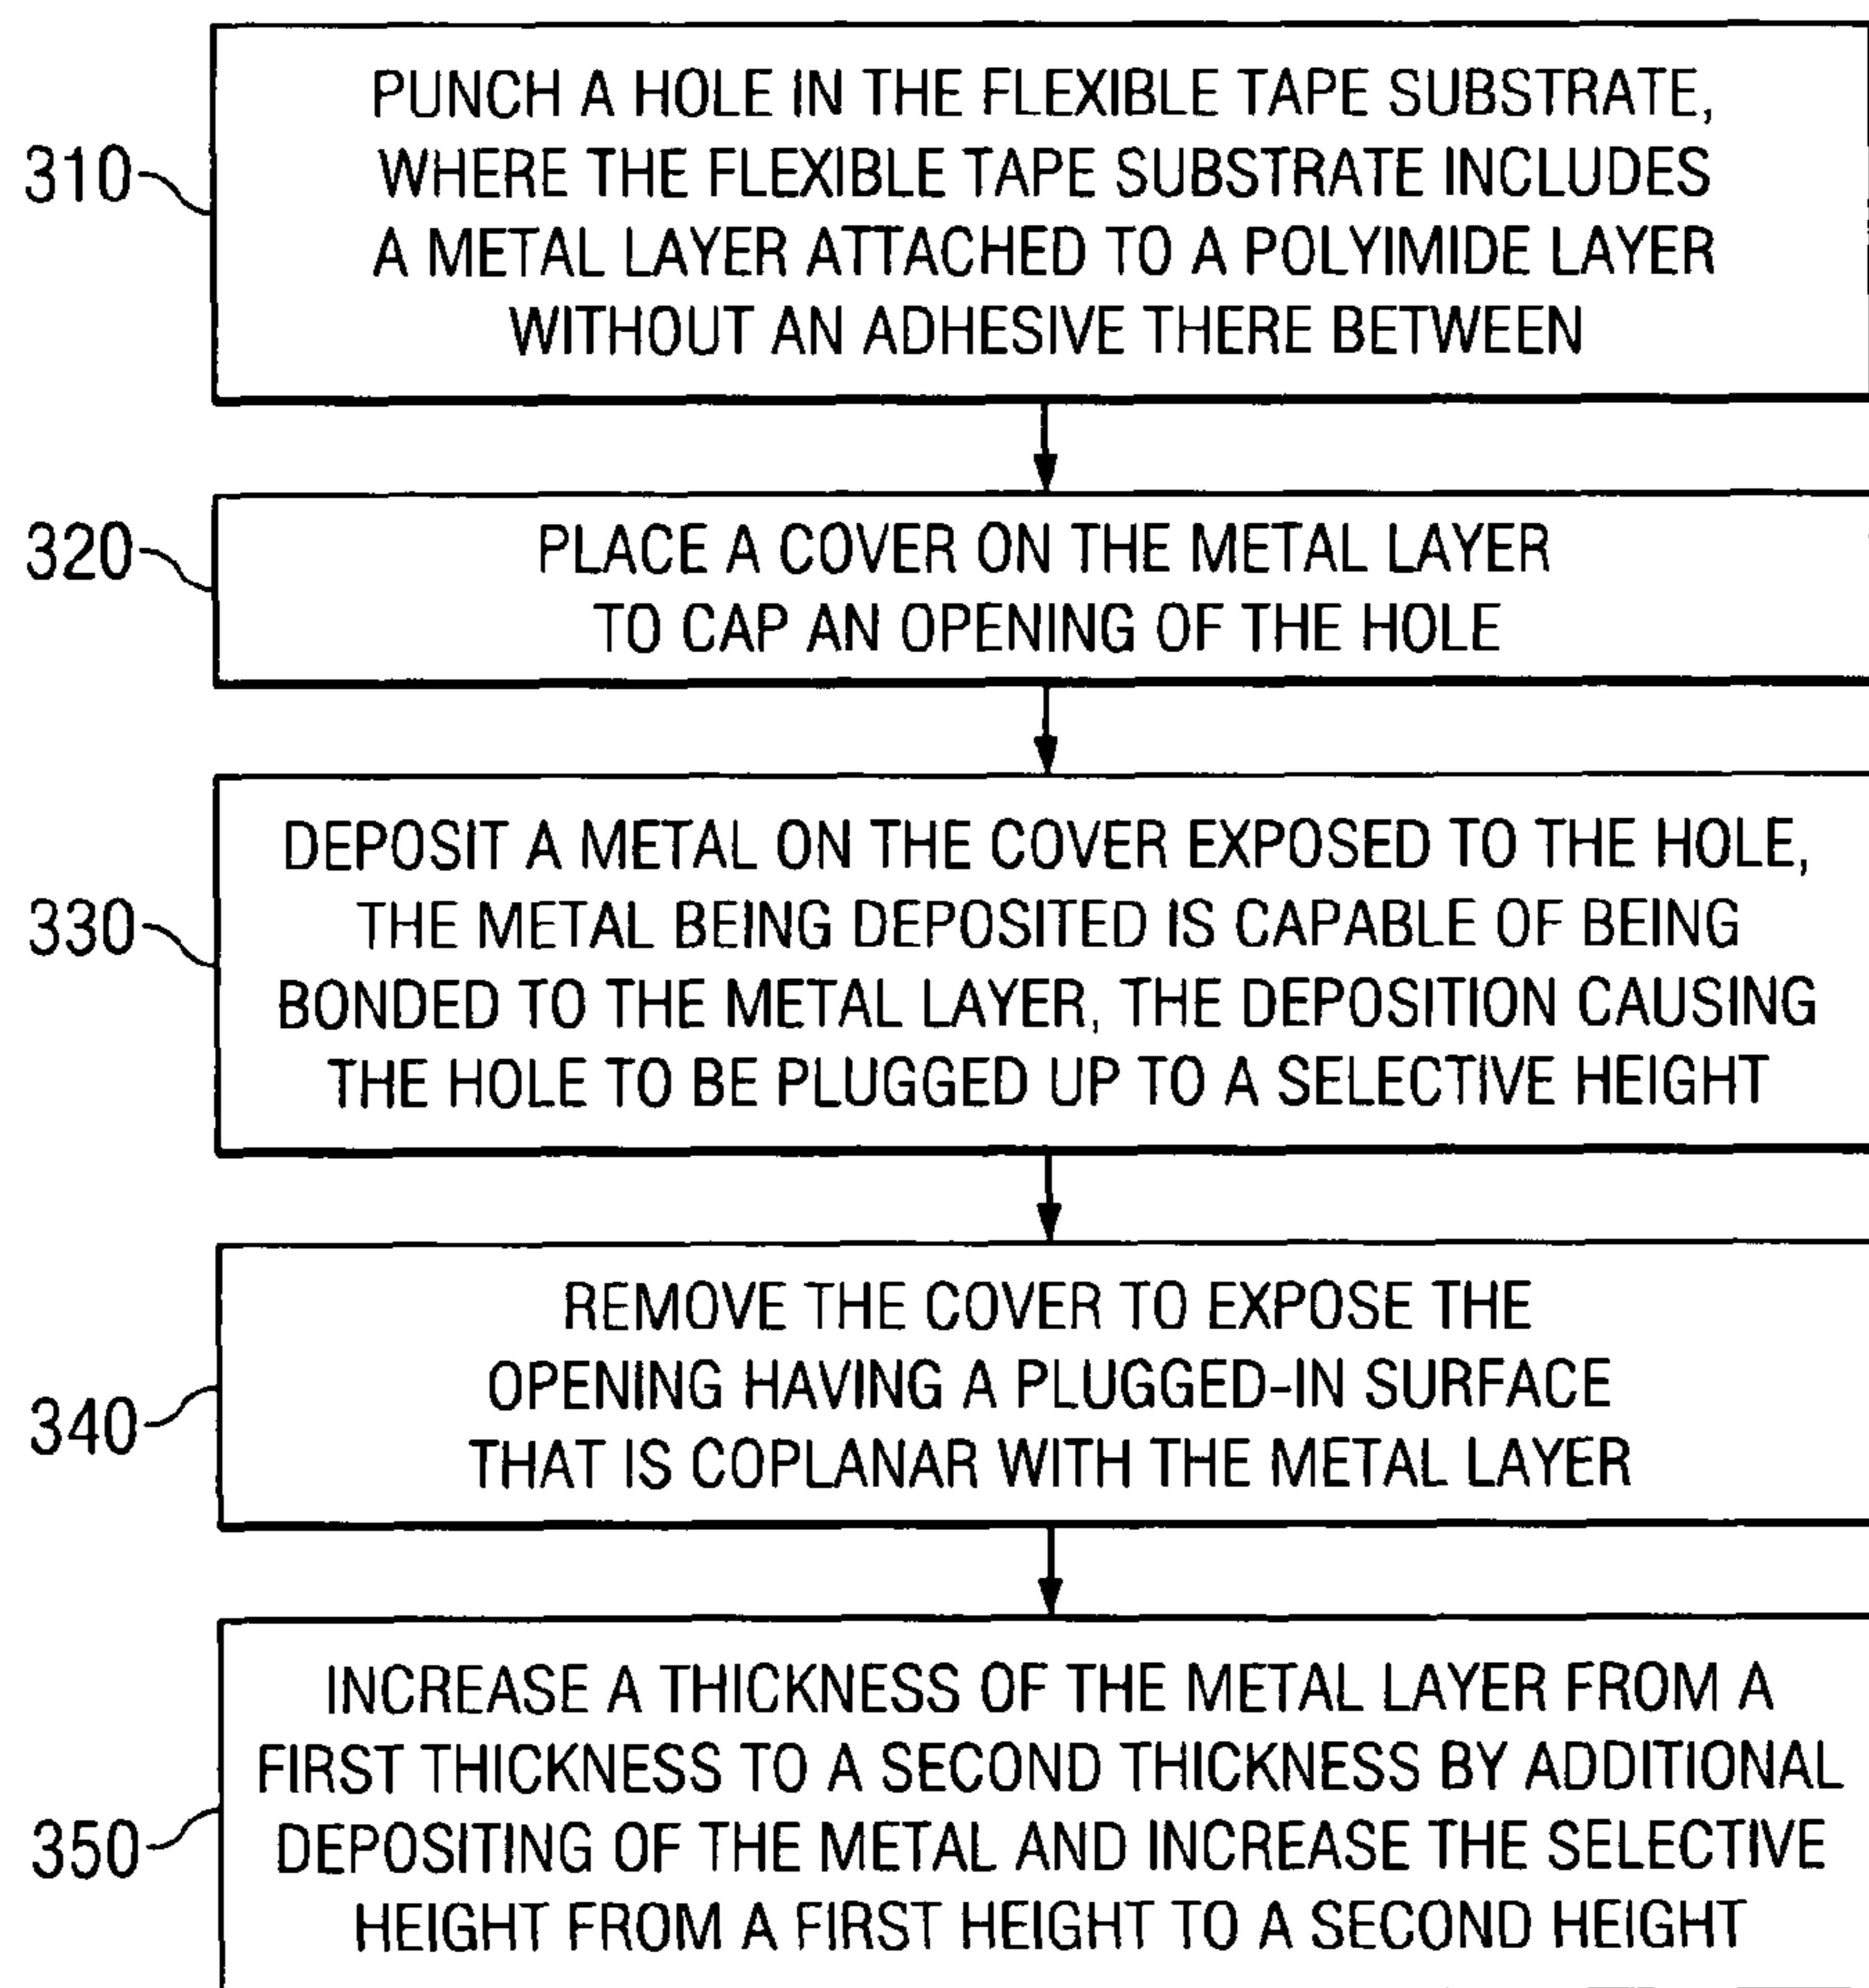 PUNCH A HOLE IN THE FLEXIBLE TAPE SUBSTRATE,
WHERE THE FLEXIBLE TAPE SUBSTRATE INCLUDES
A METAL LAYER ATTACHED TO A POLYIMIDE LAYER
WITHOUT AN ADHESIVE THERE BETWEEN
310
PLACE A COVER ON THE METAL LAYER
TO CAP AN OPENING OF THE HOLE
320
DEPOSIT A METAL ON THE COVER EXPOSED TO THE HOLE,
THE METAL BEING DEPOSITED IS CAPABLE OF BEING
BONDED TO THE METAL LAYER, THE DEPOSITION CAUSING
THE HOLE TO BE PLUGGED UP TO A SELECTIVE HEIGHT
330
REMOVE THE COVER TO EXPOSE THE
OPENING HAVING A PLUGGED-IN SURFACE
THAT IS COPLANAR WITH THE METAL LAYER
340
INCREASE A THICKNESS OF THE METAL LAYER FROM A
FIRST THICKNESS TO A SECOND THICKNESS BY ADDITIONAL
DEPOSITING OF THE METAL AND INCREASE THE SELECTIVE
HEIGHT FROM A FIRST HEIGHT TO A SECOND HEIGHT
350